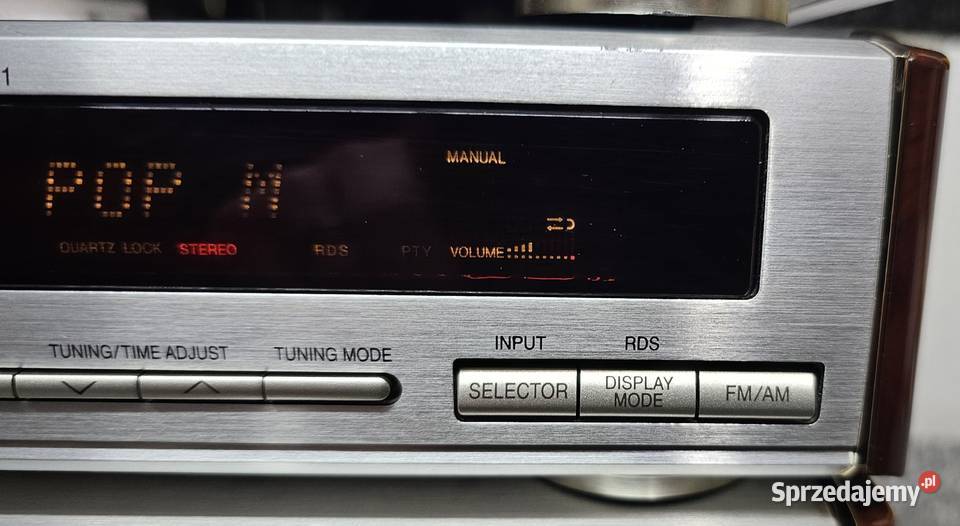 1
POP M
MANUAL
QUARTZ LOCK STEREO RDS PTY VOLUME
TUNING/TIME ADJUST TUNING MODE
INPUT RDS
SELECTOR
DISPLAY
MODE
FM/AM
Sprzedajemy.pl